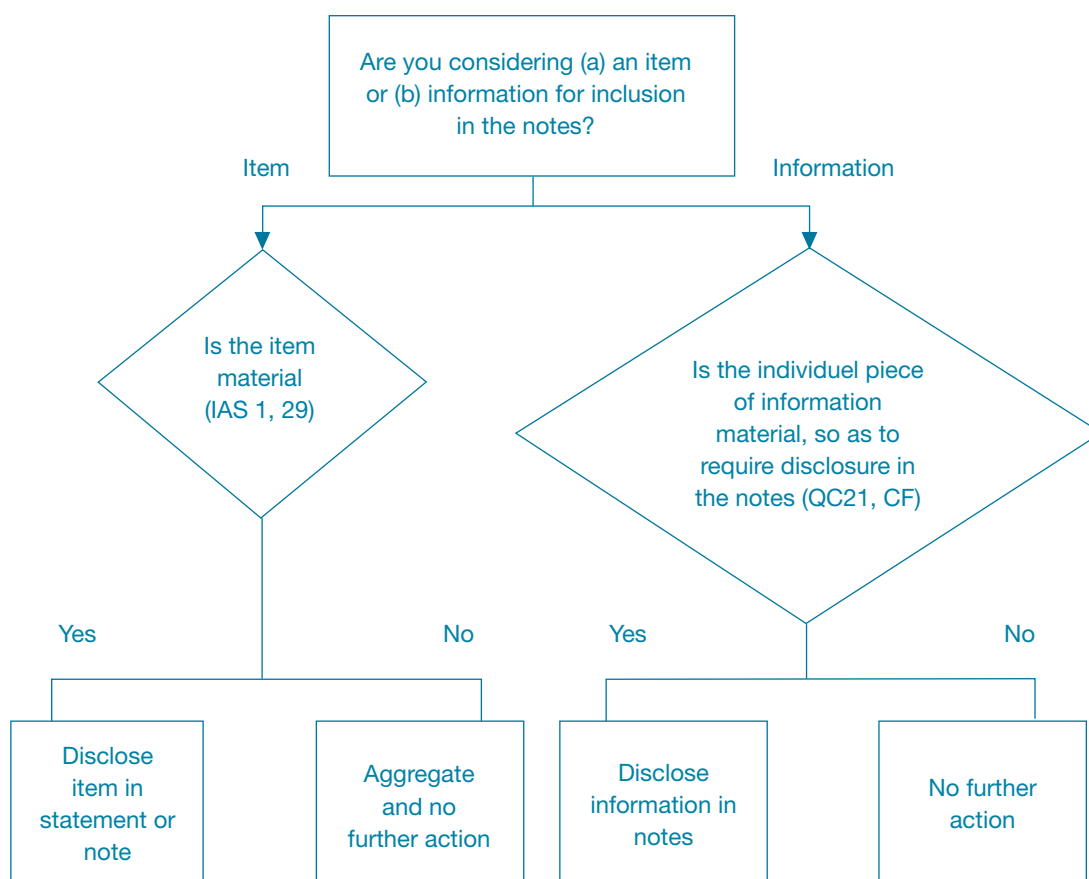 Are you considering (a) an item
or (b) information for inclusion
in the notes?
Item
Information
Is the item
material
(IAS 1, 29)
Is the individuel piece
of information
material, so as to
require disclosure in
the notes (QC21, CF)
Yes
No
Yes
No
Disclose
item in
statement or
note
Aggregate
and no
further action
Disclose
information in
notes
No further
action